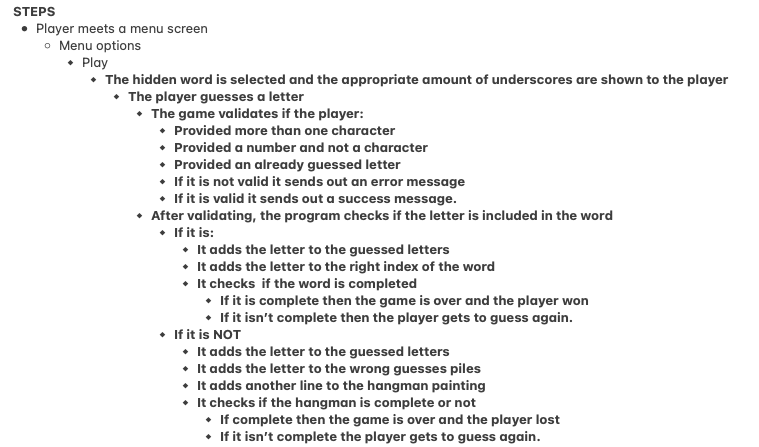 STEPS
Player meets a menu screen
Menu options
Play
The hidden word is selected and the appropriate amount of underscores are shown to the player
The player guesses a letter
The game validates if the player:
Provided more than one character
Provided a number and not a character
Provided an already guessed letter
If it is not valid it sends out an error message
If it is valid it sends out a success message.
After validating, the program checks if the letter is included in the word
If it is:
It adds the letter to the guessed letters
It adds the letter to the right index of the word
It checks  if the word is completed
If it is complete then the game is over and the player won
If it isn’t complete then the player gets to guess again.
If it is NOT
It adds the letter to the guessed letters
It adds the letter to the wrong guesses piles
It adds another line to the hangman painting
It checks if the hangman is complete or not
If complete then the game is over and the player lost
If it isn’t complete the player gets to guess again.